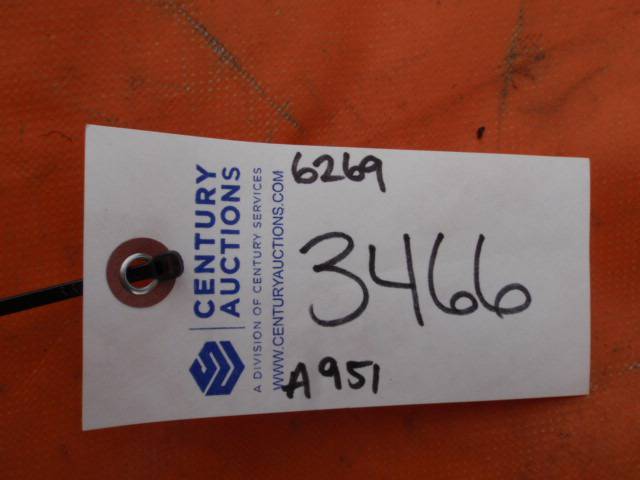 CENTURY
AUCTIONS
A DIVISION OF CENTURY SERVICES
WWW.CENTURYAUCTIONS.COM
6269
3466
A951